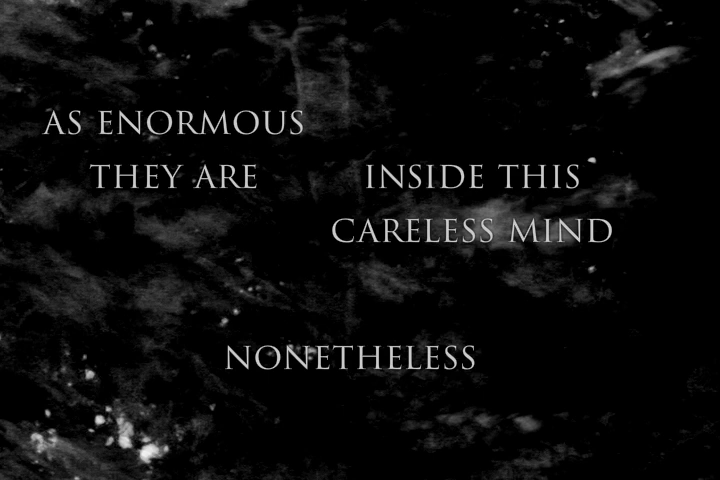 AS ENORMOUS
THEY ARE
INSIDE THIS
CARELESS MIND
NONETHELESS